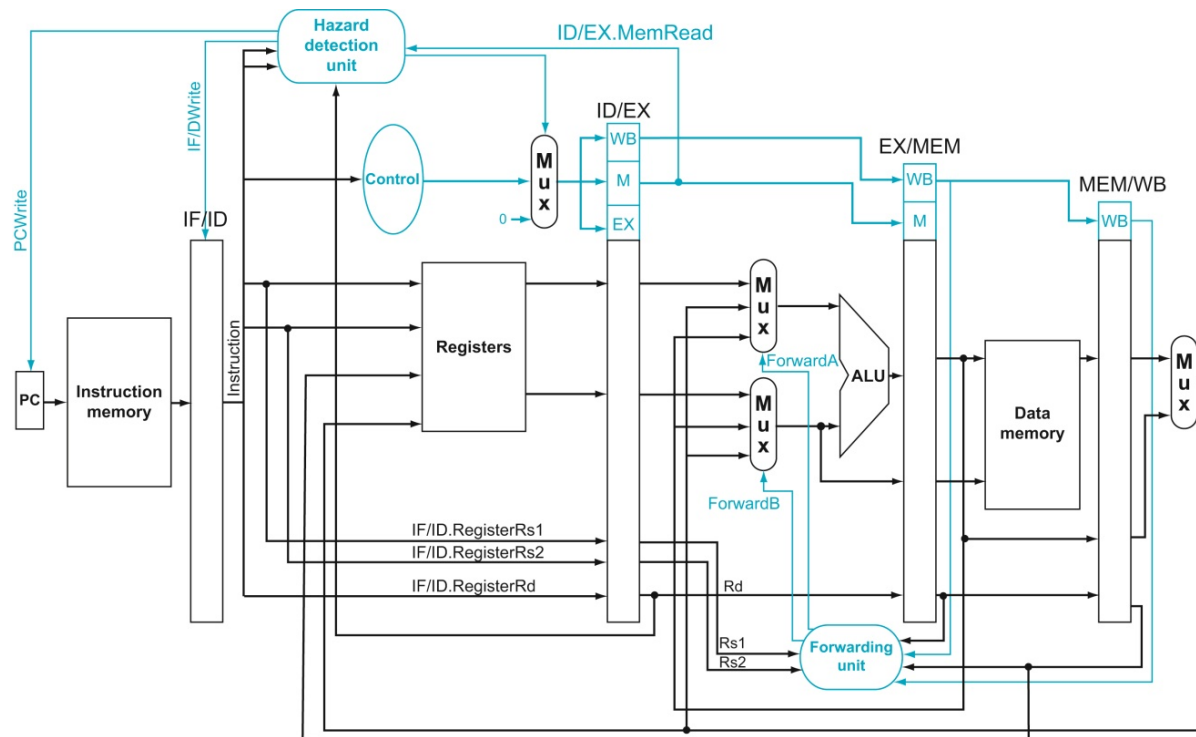 Hazard
detection
unit
ID/EX.MemRead
ID/EX
IF/DWrite
PCWrite
WB
EX/MEM
Control
M
u
x
M
WB
MEM/WB
IF/ID
0
EX
M
WB
Instruction
M
u
x
Registers
M
u
x
PC
Instruction
memory
ForwardA
ALU
M
u
x
Data
memory
ForwardB
IF/ID.RegisterRs1
IF/ID.RegisterRs2
IF/ID.RegisterRd
Rd
Rs1
Rs2
Forwarding
unit